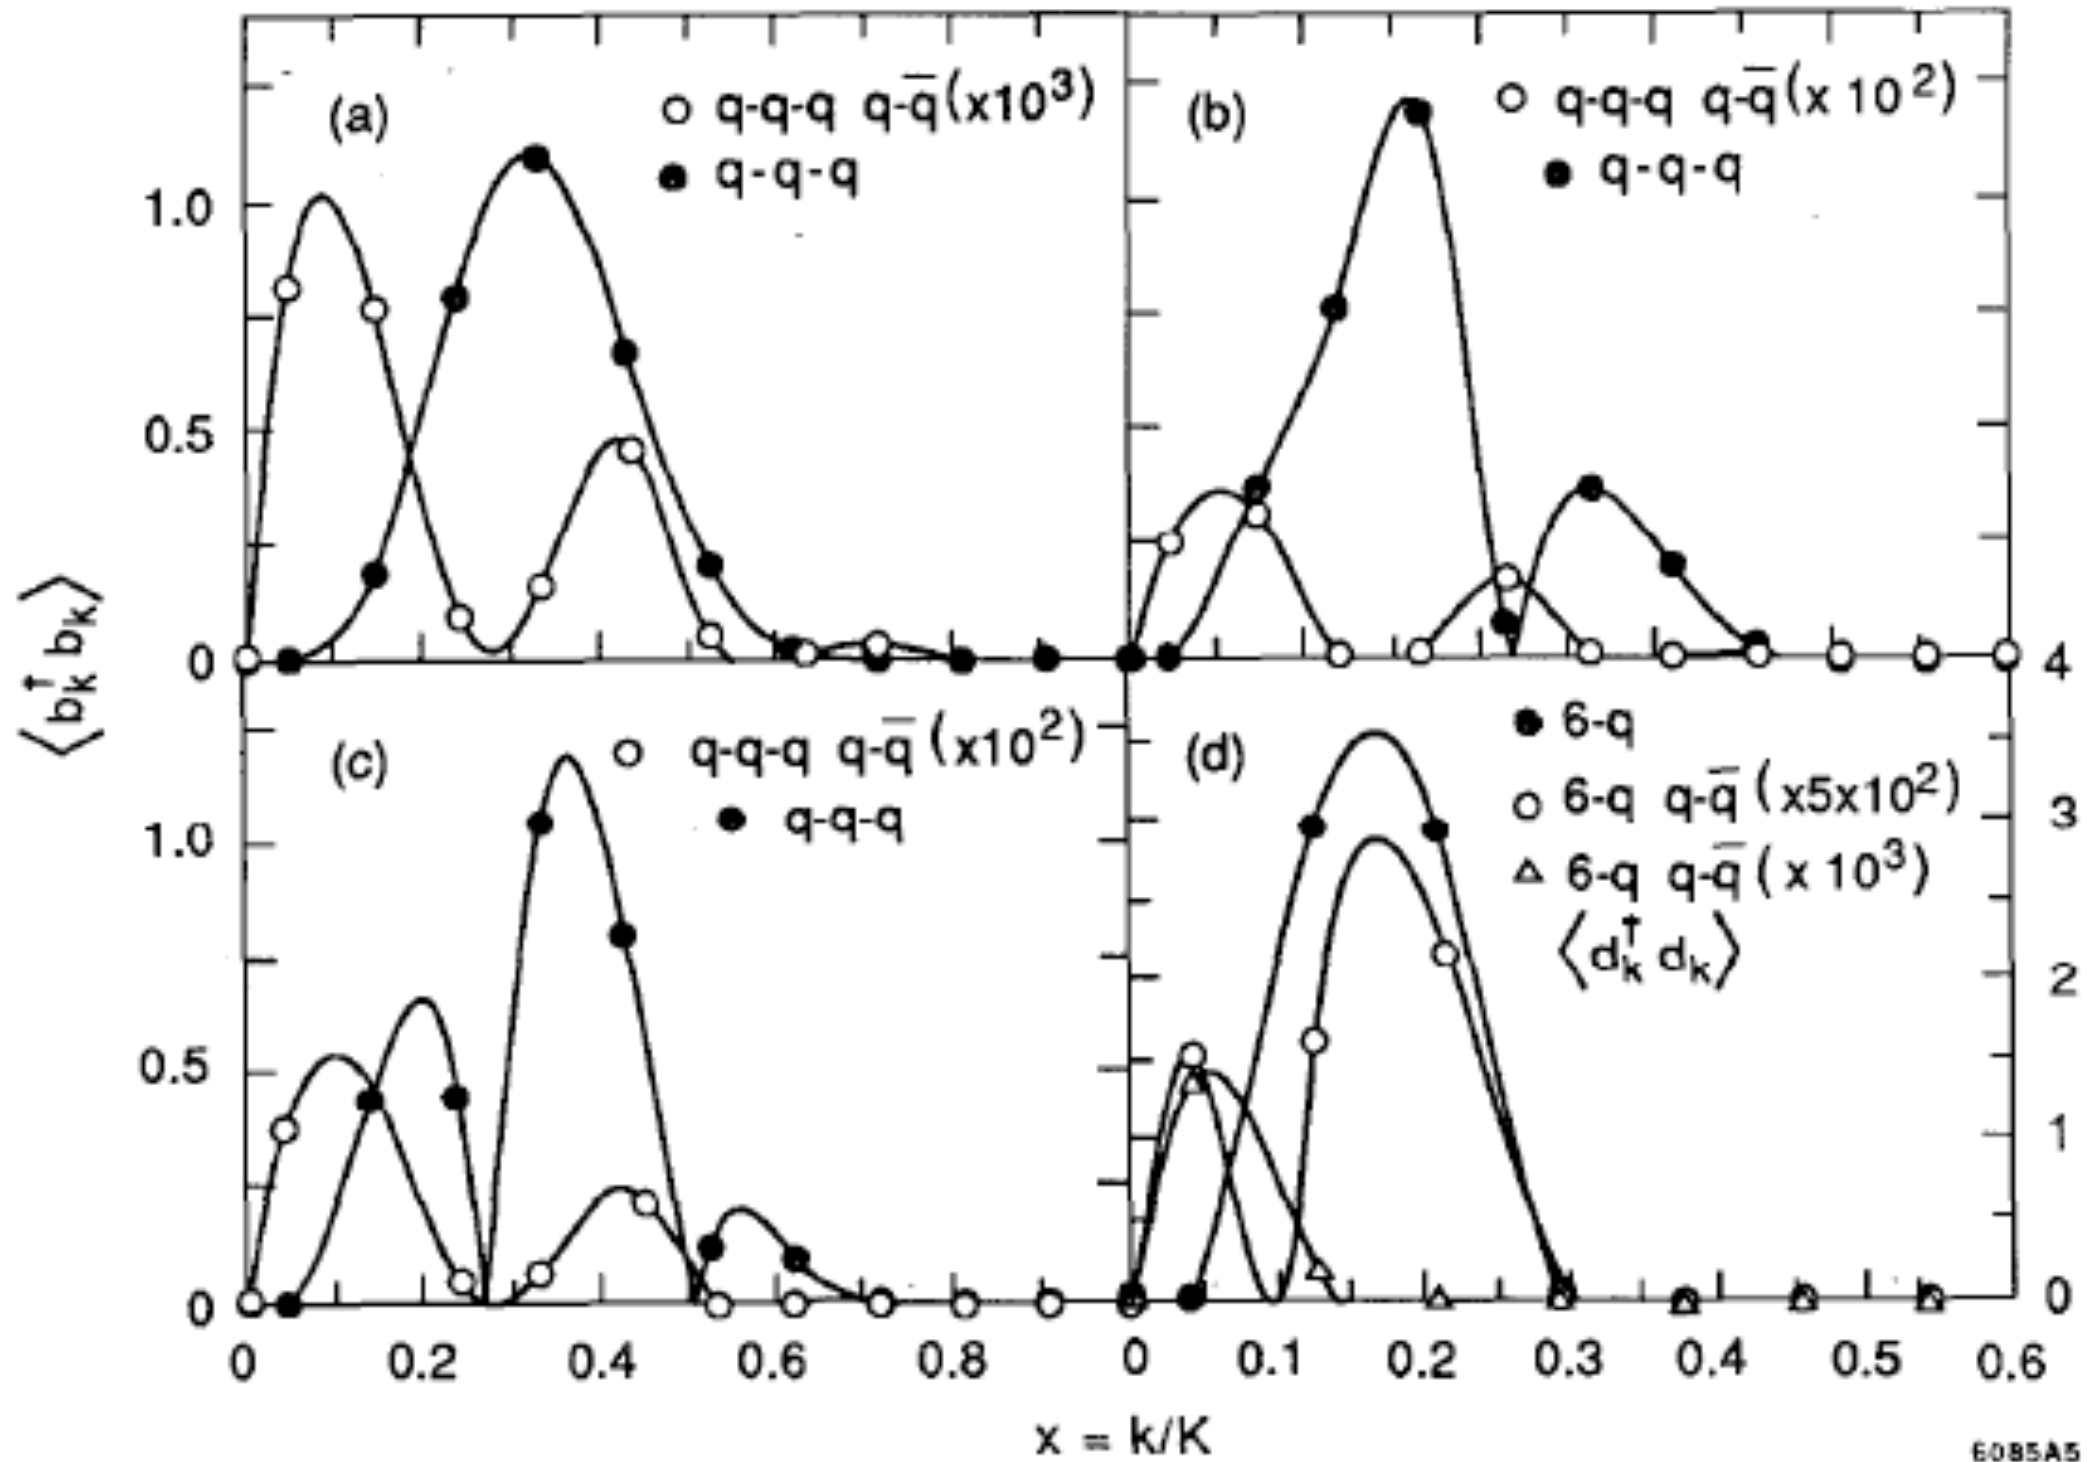 (a)
○ q-q-q q-q̅ (x10³)
● q-q-q
(b)
○ q-q-q q-q̅ (x 10²)
● q-q-q
1.0
0.5
0
4
⟨b†k bk⟩
(c)
○ q-q-q q-q̅ (x10²)
● q-q-q
(d)
● 6-q
○ 6-q q-q̅ (x5x10²)
△ 6-q q-q̅ (x 10³)
⟨d†k dk⟩
1.0
0.5
0
3
2
1
0
0 0.2 0.4 0.6 0.8
0 0.1 0.2 0.3 0.4 0.5 0.6
x = k/K
6085A5